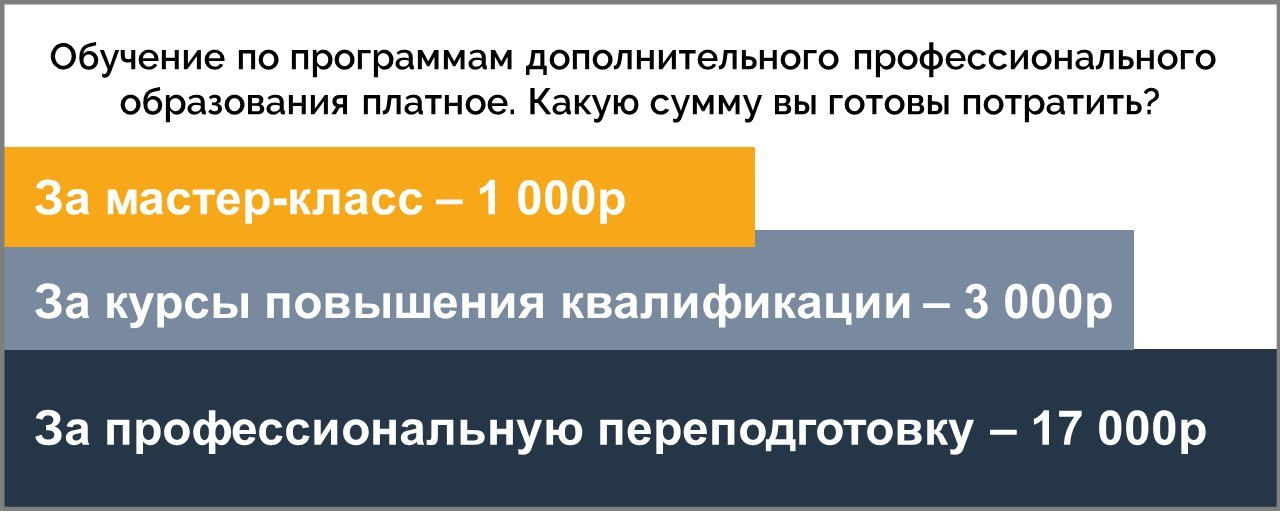 Обучение по программам дополнительного профессионального
образования платное. Какую сумму вы готовы потратить?
За мастер-класс – 1 000р
За курсы повышения квалификации – 3 000р
За профессиональную переподготовку – 17 000р